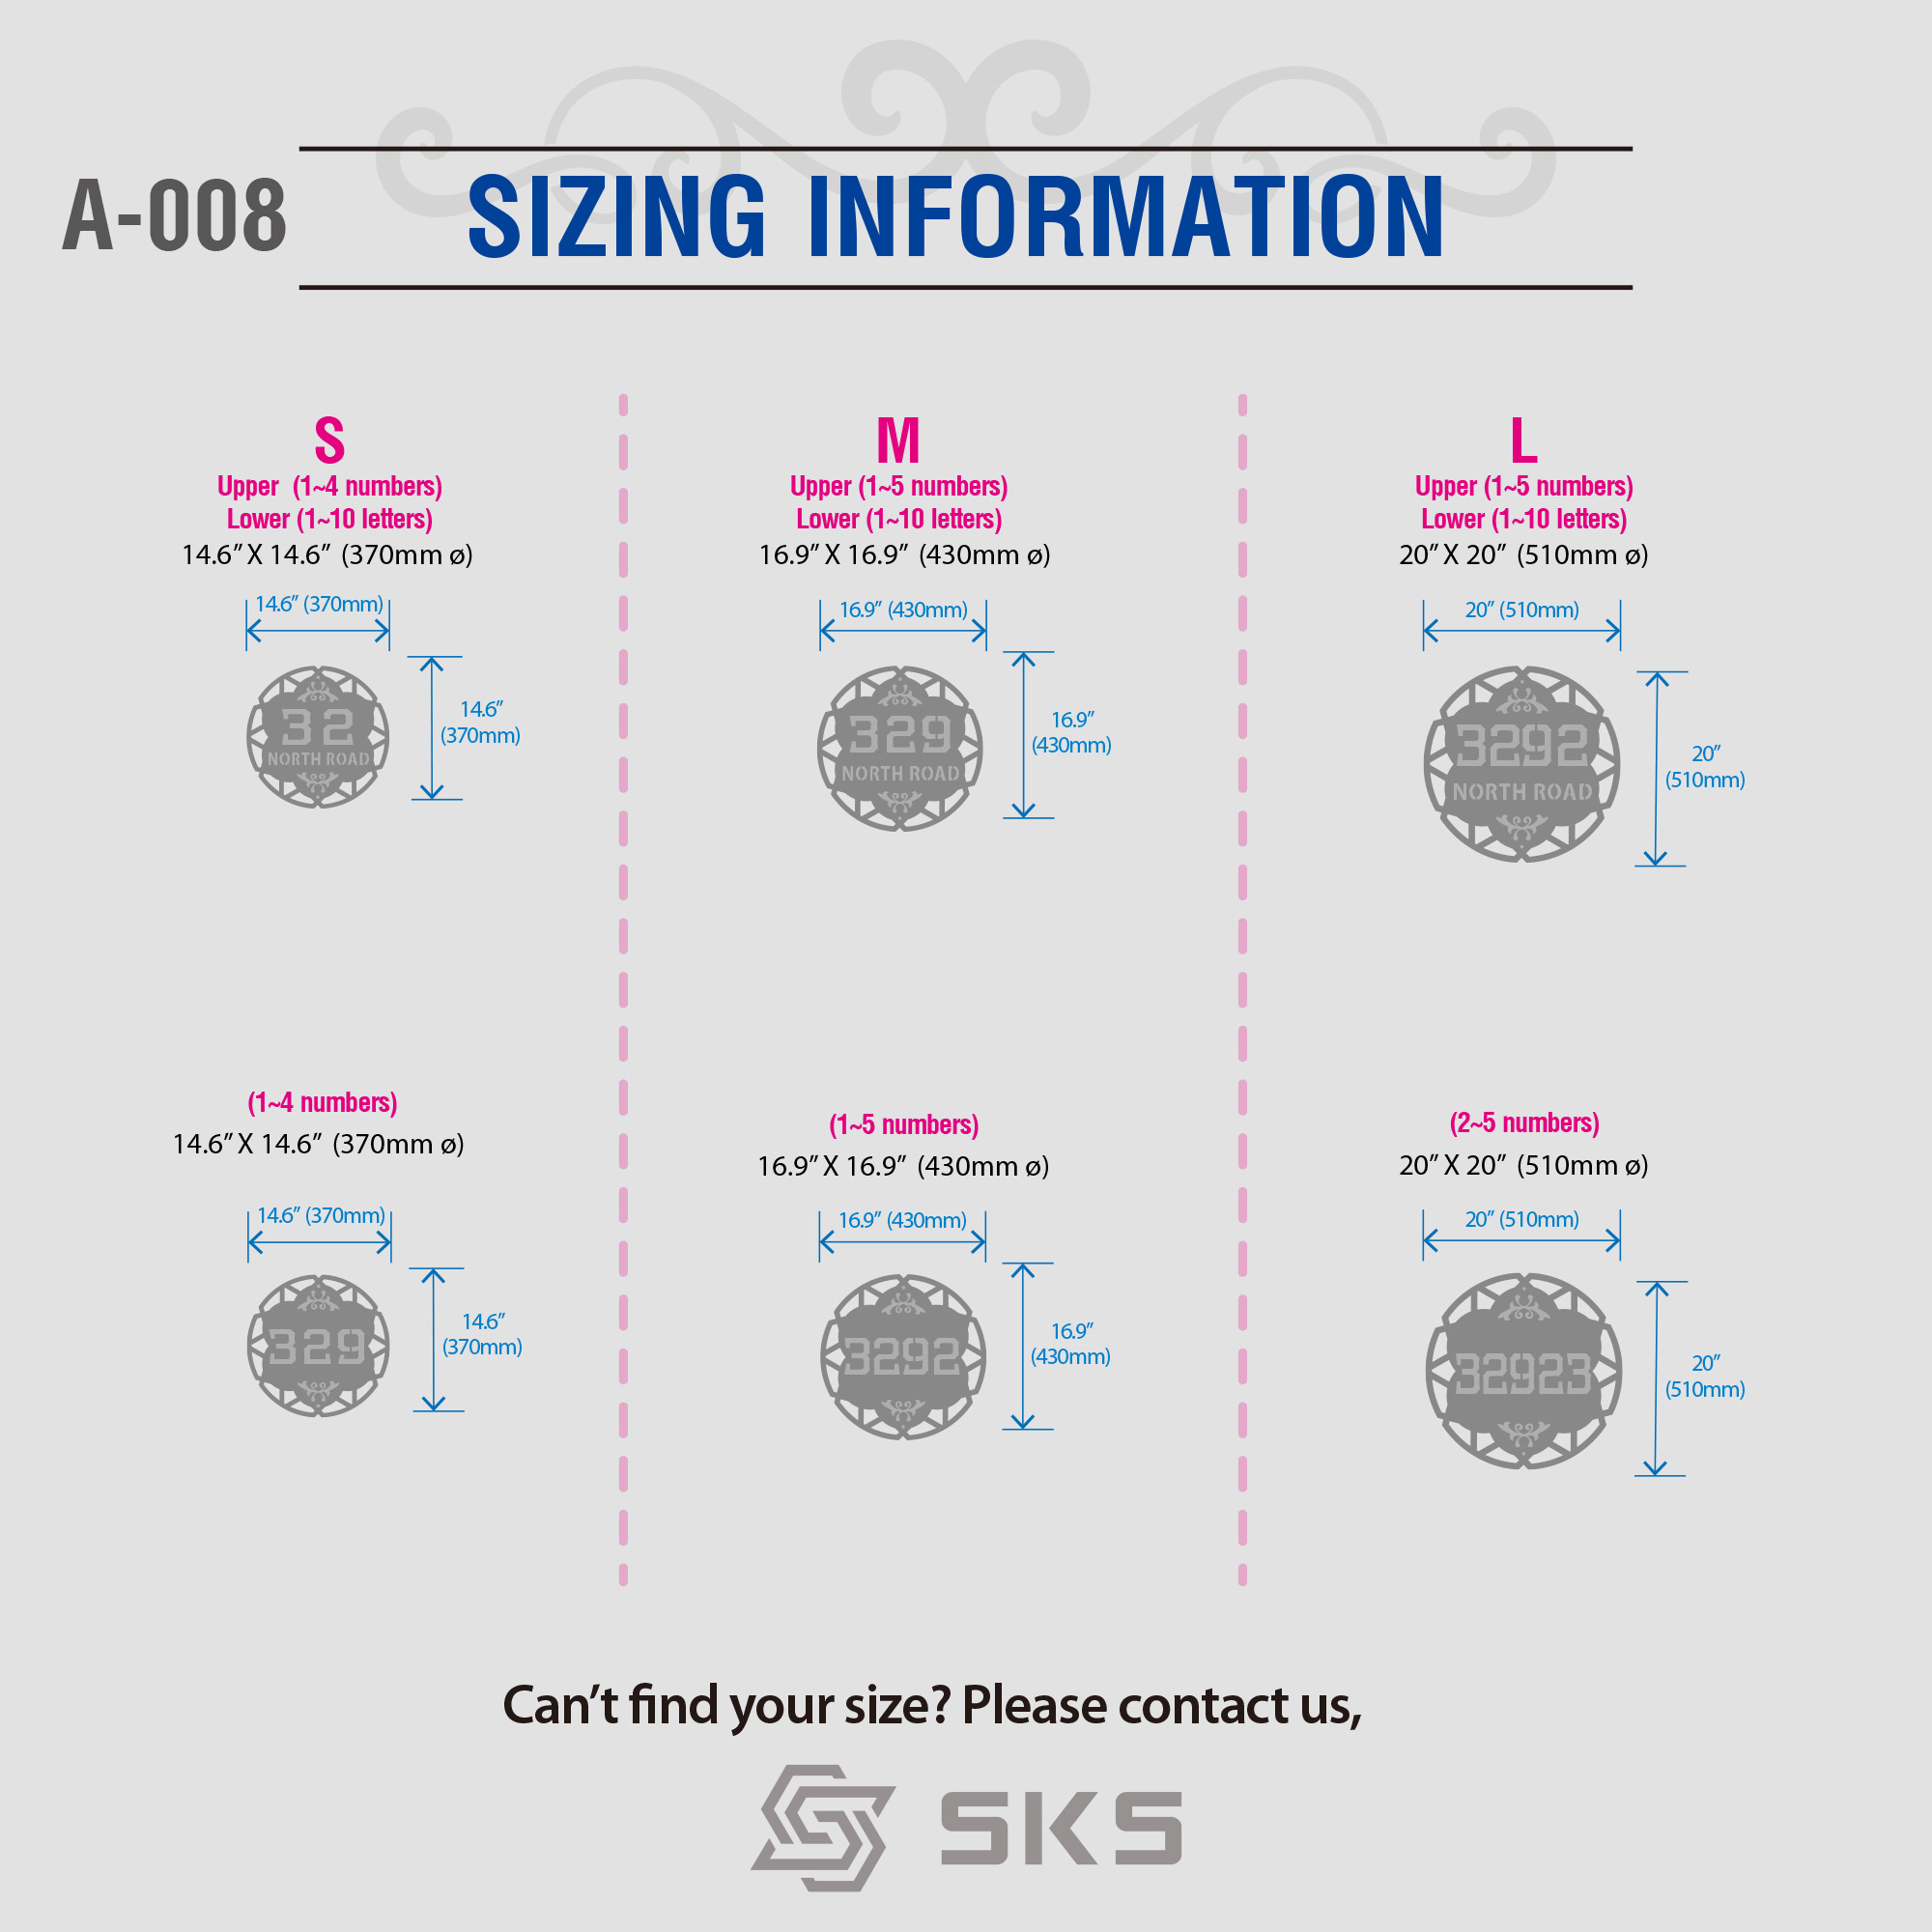 A-008
SIZING INFORMATION
S
Upper (1~4 numbers)
Lower (1~10 letters)
14.6” X 14.6” (370mm ø)
14.6” (370mm)
14.6”
(370mm)
32
NORTH ROAD
M
Upper (1~5 numbers)
Lower (1~10 letters)
16.9” X 16.9” (430mm ø)
16.9” (430mm)
16.9”
(430mm)
329
NORTH ROAD
L
Upper (1~5 numbers)
Lower (1~10 letters)
20” X 20” (510mm ø)
20” (510mm)
20”
(510mm)
3292
NORTH ROAD
(1~4 numbers)
14.6” X 14.6” (370mm ø)
14.6” (370mm)
14.6”
(370mm)
329
(1~5 numbers)
16.9” X 16.9” (430mm ø)
16.9” (430mm)
16.9”
(430mm)
3292
(2~5 numbers)
20” X 20” (510mm ø)
20” (510mm)
20”
(510mm)
32923
Can’t find your size? Please contact us,
SKS